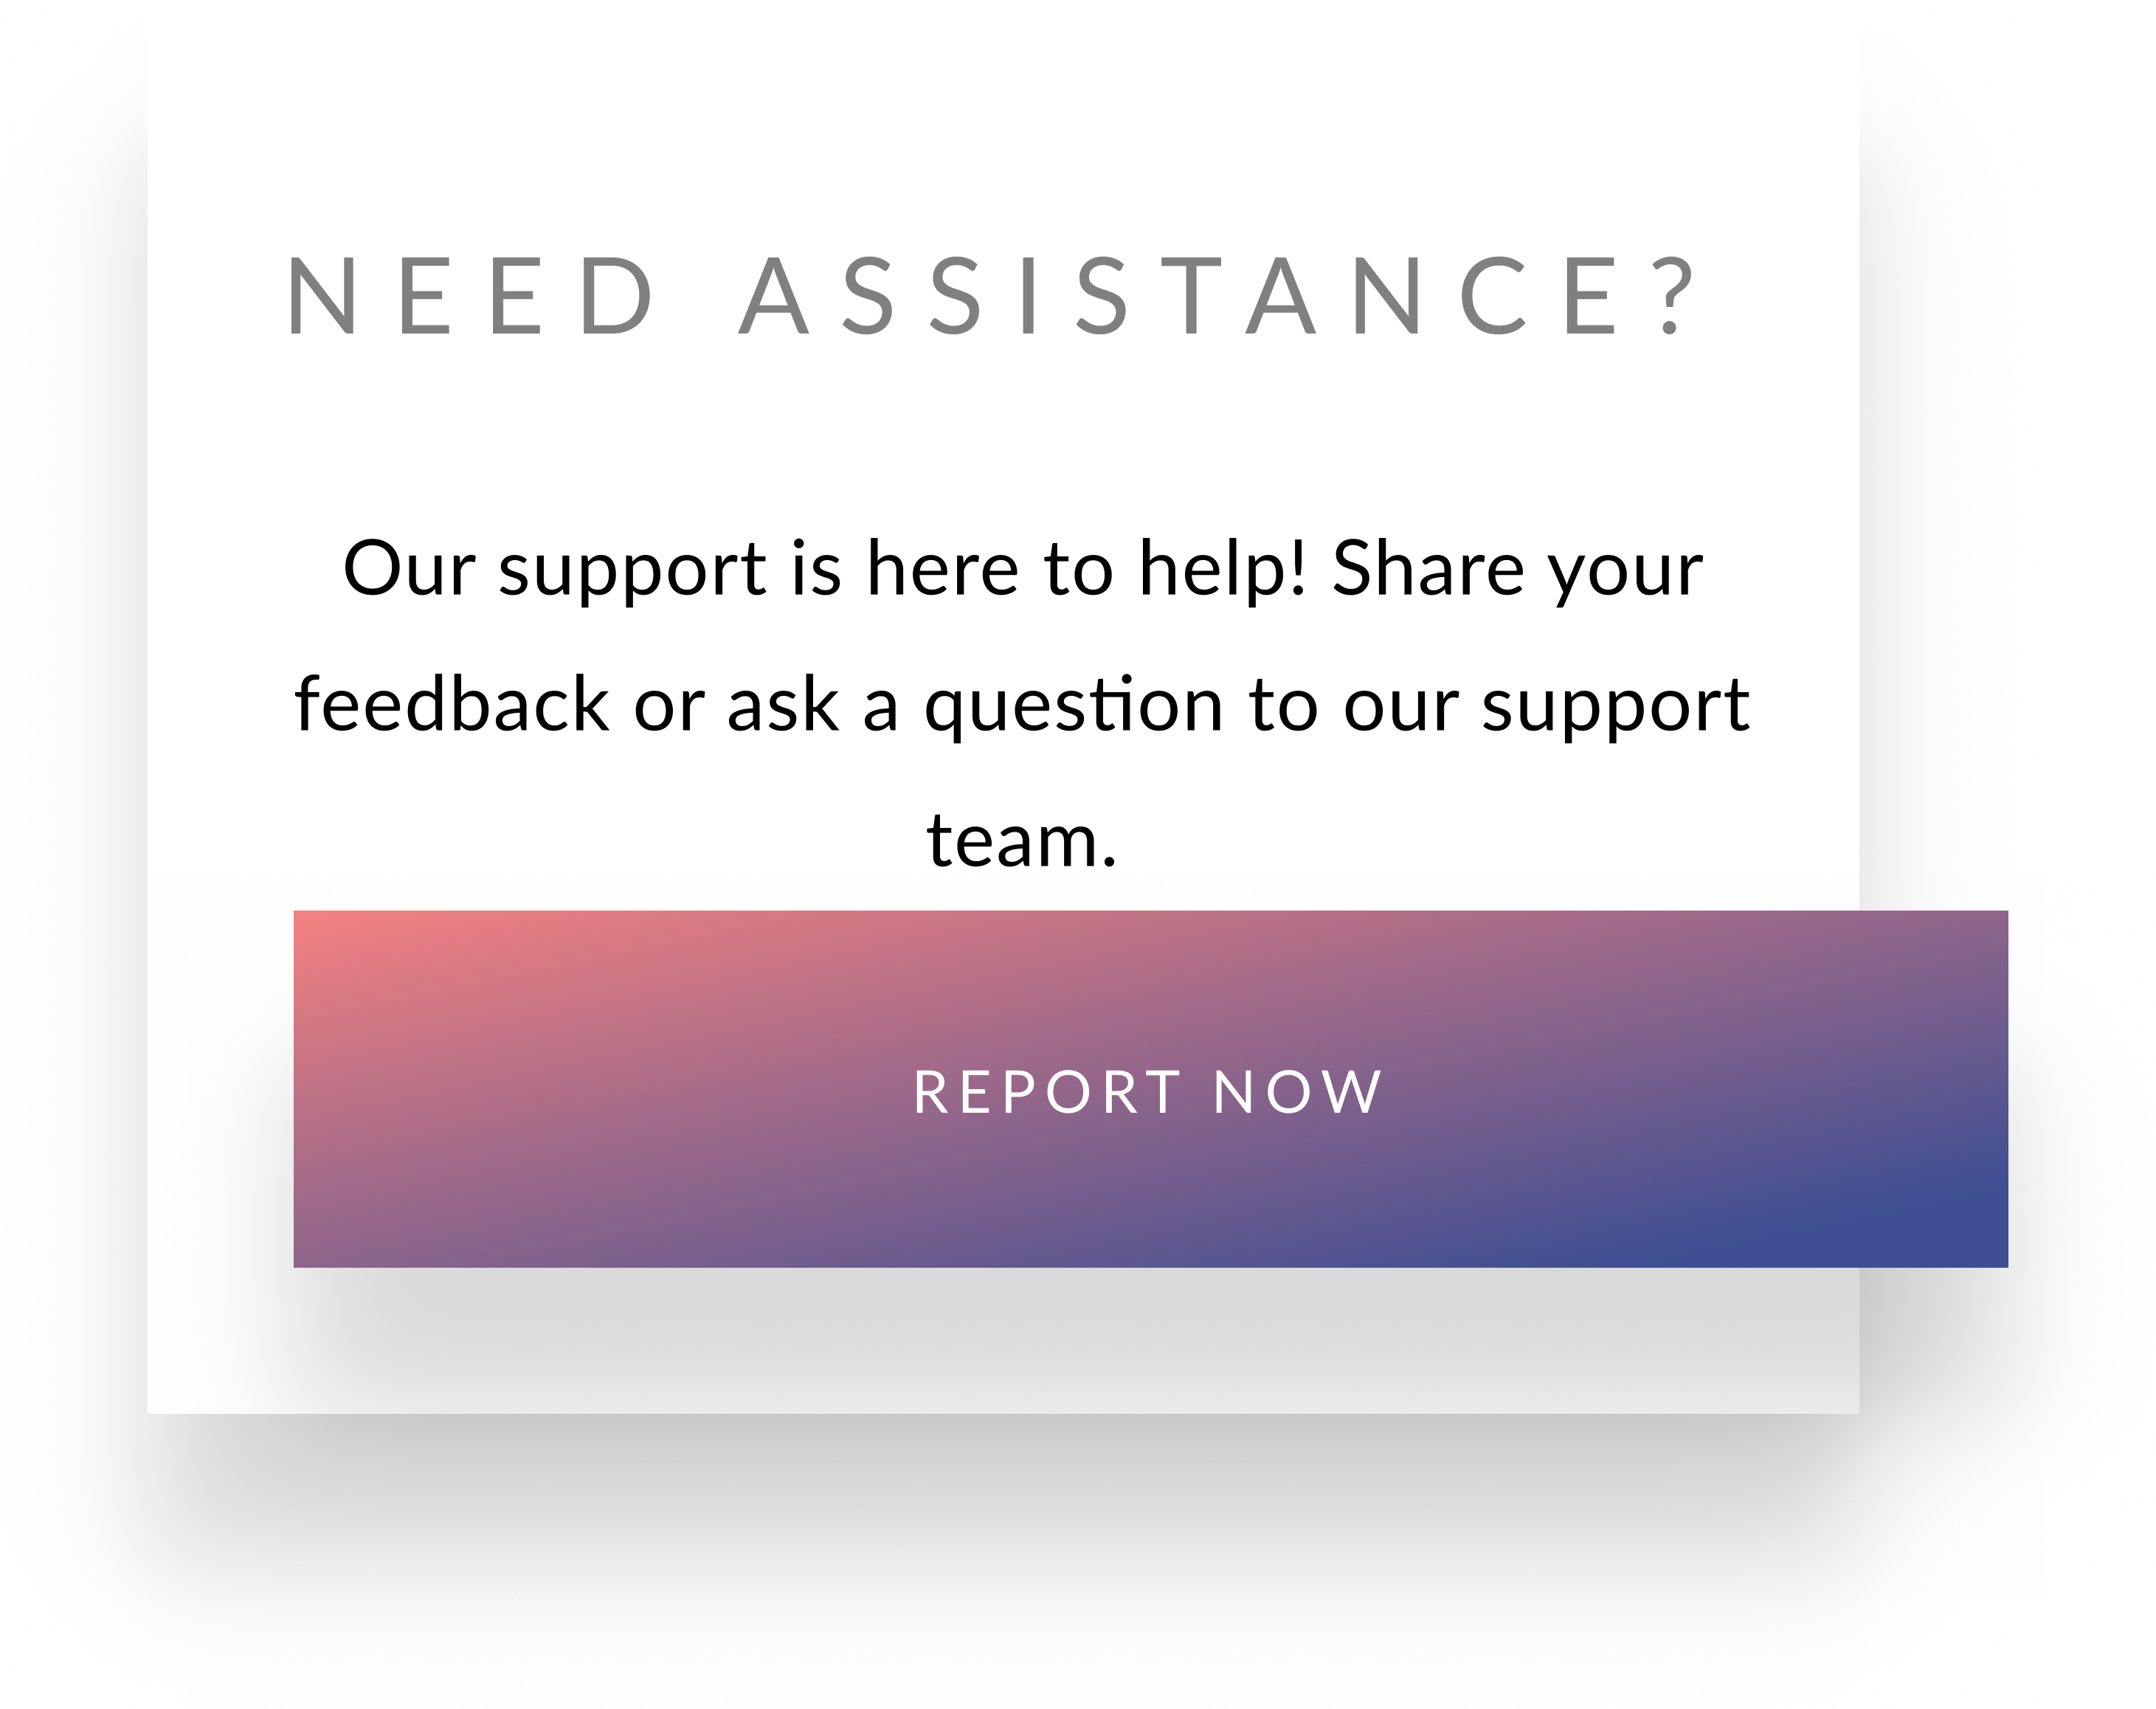 NEED ASSISTANCE?
Our support is here to help! Share your
feedback or ask a question to our support
team.
REPORT NOW